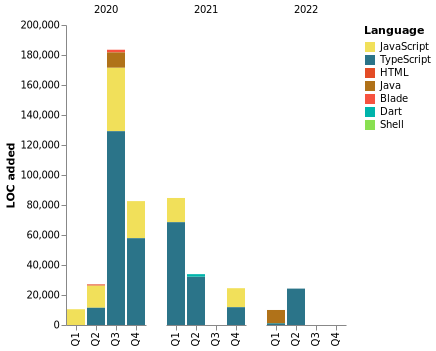 2020 2021 2022
Language
JavaScript
TypeScript
HTML
Java
Blade
Dart
Shell
LOC added
200,000
180,000
160,000
140,000
120,000
100,000
80,000
60,000
40,000
20,000
0
Q1 Q2 Q3 Q4 Q1 Q2 Q3 Q4 Q1 Q2 Q3 Q4